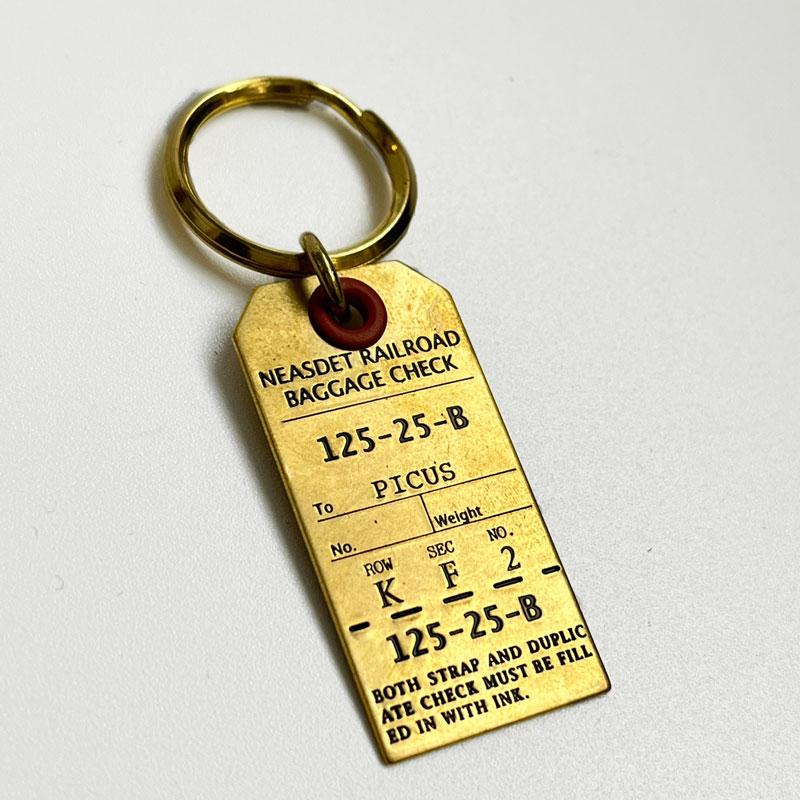 NEASDET RAILROAD
BAGGAGE CHECK
125-25-B
To PICUS
No. Weight
ROW SEC NO.
K F 2
125-25-B
BOTH STRAP AND DUPLIC
ATE CHECK MUST BE FILL
ED IN WITH INK.